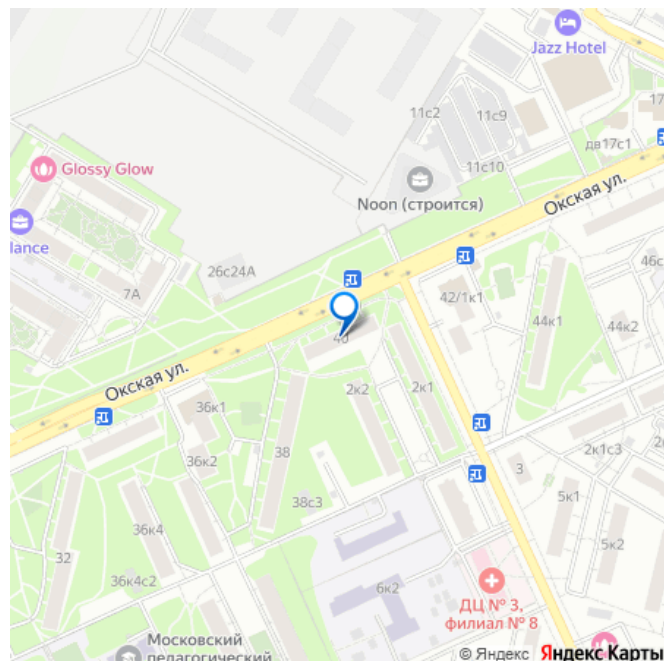 Jazz Hotel
11с2
11с9
17
дв17с1
11с10
Glossy Glow
Noon (строится)
Окская ул.
lance
26с24А
7А
42/1к1
46с
44к1
44к2
40
Окская ул.
2к2
2к1
36к1
38
36к2
2к1с3
3
5к1
38с3
36к4
5к2
32
6к2
36к4с2
ДЦ № 3,
филиал № 8
Московский
педагогический
© Яндекс Яндекс Карты